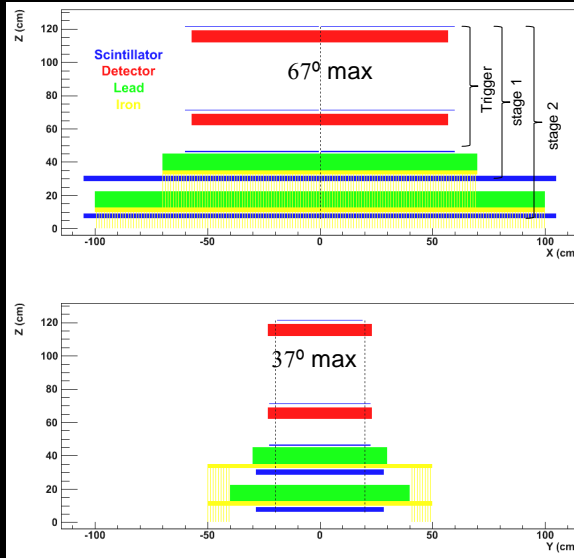 Z (cm)
120
100
80
60
40
20
0
Scintillator
Detector
Lead
Iron
67⁰ max
Trigger
stage 1
stage 2
-100
-50
0
50
100
X (cm
Z (cm)
120
100
80
60
40
20
0
37⁰ max
-100
-50
0
50
100
Y (cm